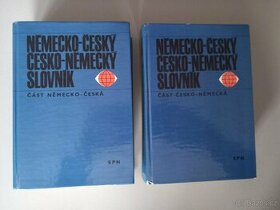 NĚMECKO-ČESKÝ
ČESKO-NĚMECKÝ
SLOVNÍK
ČÁST NĚMECKO-ČESKÁ
SPN
NĚMECKO-ČESKÝ
ČESKO-NĚMECKÝ
SLOVNÍK
ČÁST ČESKO-NĚMECKÁ
SPN